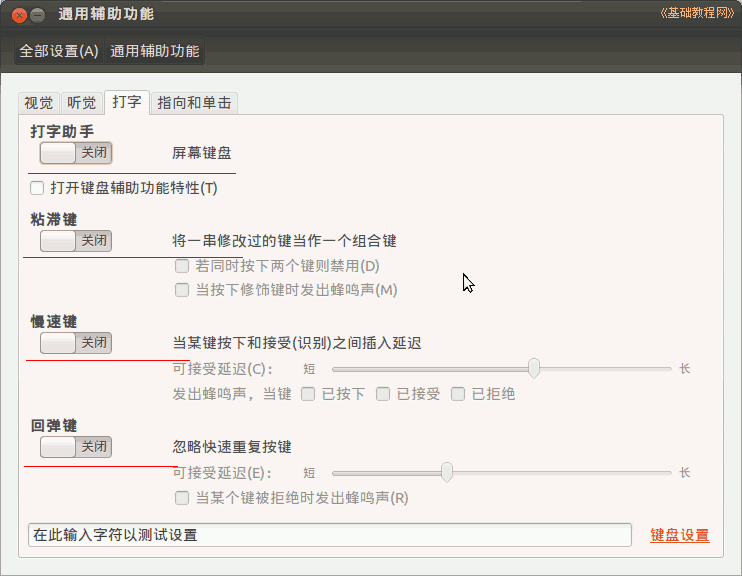 通用辅助功能
《基础教程网》
全部设置(A) 通用辅助功能
视觉 听觉 打字 指向和单击
打字助手
关闭 屏幕键盘
打开键盘辅助功能特性(T)
粘滞键
关闭 将一串修改过的键当作一个组合键
若同时按下两个键则禁用(D)
当按下修饰键时发出蜂鸣声(M)
慢速键
关闭 当某键按下和接受(识别)之间插入延迟
可接受延迟(C): 短 长
发出蜂鸣声，当键 已按下 已接受 已拒绝
回弹键
关闭 忽略快速重复按键
可接受延迟(E): 短 长
当某个键被拒绝时发出蜂鸣声(R)
在此输入字符以测试设置 键盘设置